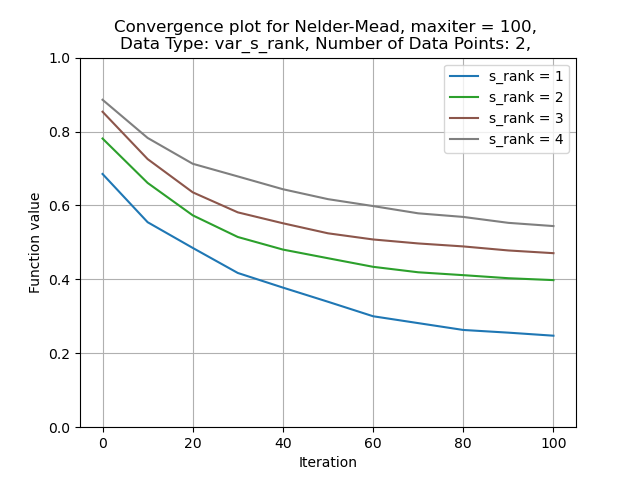 Convergence plot for Nelder-Mead, maxiter = 100,
Data Type: var_s_rank, Number of Data Points: 2,
1.0
0.8
0.6
0.4
0.2
0.0
Function value
s_rank = 1
s_rank = 2
s_rank = 3
s_rank = 4
0 20 40 60 80 100
Iteration